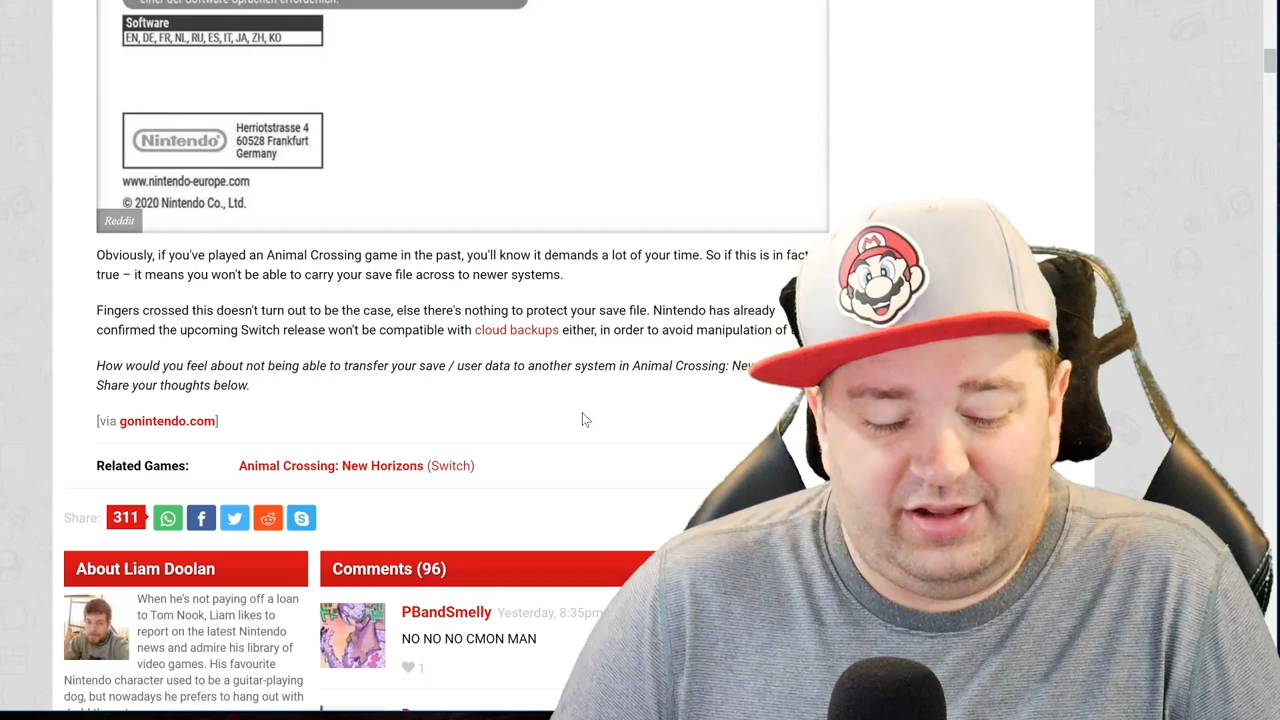 einer der Software Sprachen erforderlich.
Software
EN, DE, FR, NL, RU, ES, IT, JA, ZH, KO
Nintendo
Herriotstrasse 4
60528 Frankfurt
Germany
www.nintendo-europe.com
© 2020 Nintendo Co., Ltd.
Reddit
Obviously, if you've played an Animal Crossing game in the past, you'll know it demands a lot of your time. So if this is in fact
true – it means you won't be able to carry your save file across to newer systems.
Fingers crossed this doesn't turn out to be the case, else there's nothing to protect your save file. Nintendo has already
confirmed the upcoming Switch release won't be compatible with cloud backups either, in order to avoid manipulation of
How would you feel about not being able to transfer your save / user data to another system in Animal Crossing: New
Share your thoughts below.
[via gonintendo.com]
Related Games: Animal Crossing: New Horizons (Switch)
Share: 311
About Liam Doolan
When he's not paying off a loan
to Tom Nook, Liam likes to
report on the latest Nintendo
news and admire his library of
video games. His favourite
Nintendo character used to be a guitar-playing
dog, but nowadays he prefers to hang out with
Comments (96)
PBandSmelly Yesterday, 8:35pm
NO NO NO CMON MAN
1
M